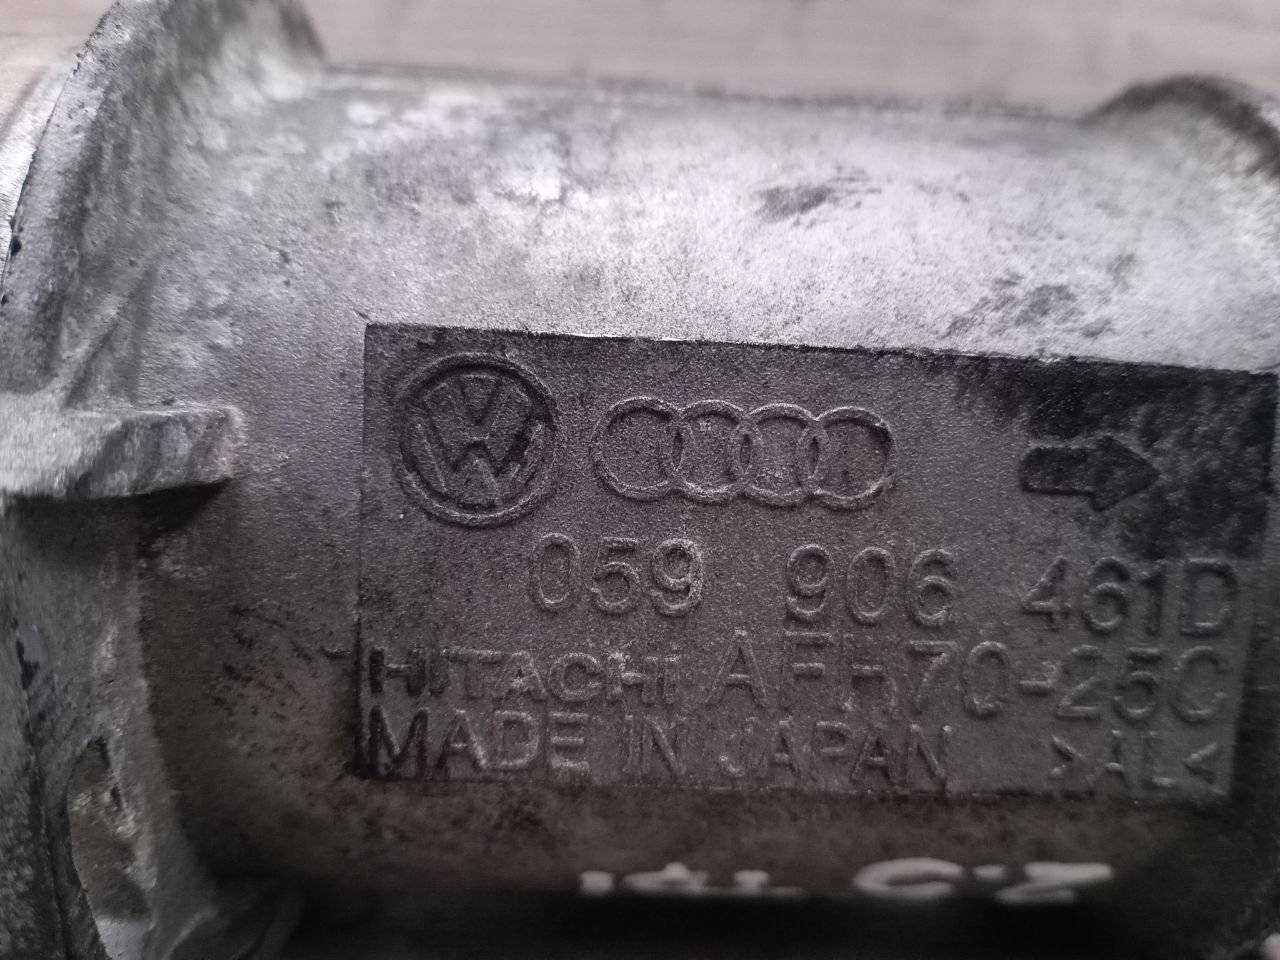 059 906 461D
HITACHI AFH70-25C
MADE IN JAPAN >AL<